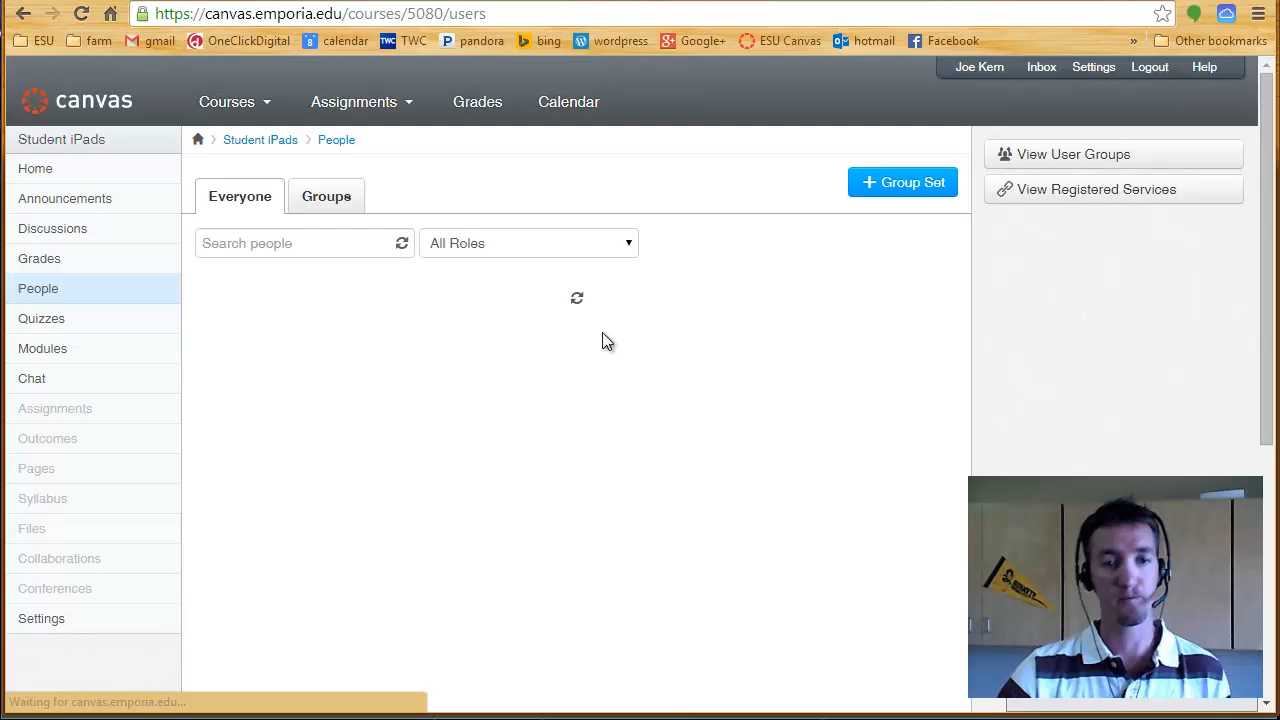 https://canvas.emporia.edu/courses/5080/users
ESU farm gmail OneClickDigital calendar TWC pandora bing wordpress Google+ ESU Canvas hotmail Facebook » Other bookmarks
Joe Kern Inbox Settings Logout Help
canvas Courses Assignments Grades Calendar
Student iPads
Student iPads People
Home
Announcements
Discussions
Grades
People
Quizzes
Modules
Chat
Assignments
Outcomes
Pages
Syllabus
Files
Collaborations
Conferences
Settings
Everyone Groups
+ Group Set
Search people All Roles
View User Groups
View Registered Services
Waiting for canvas.emporia.edu...